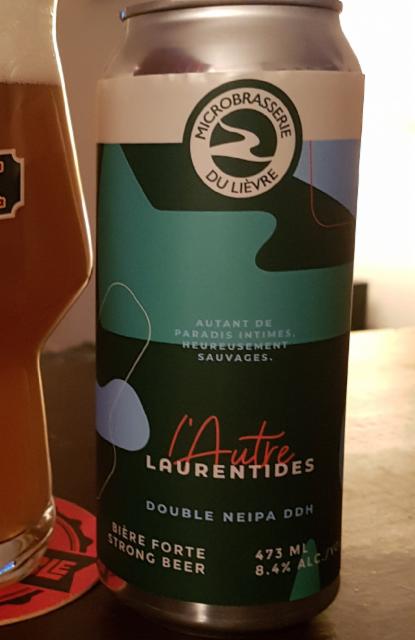 MICROBRASSERIE
DU LIÈVRE
AUTANT DE
PARADIS INTIMES,
HEUREUSEMENT
SAUVAGES.
l'Autre
LAURENTIDES
DOUBLE NEIPA DDH
BIÈRE FORTE
STRONG BEER
473 ML
8.4% ALC./VOL